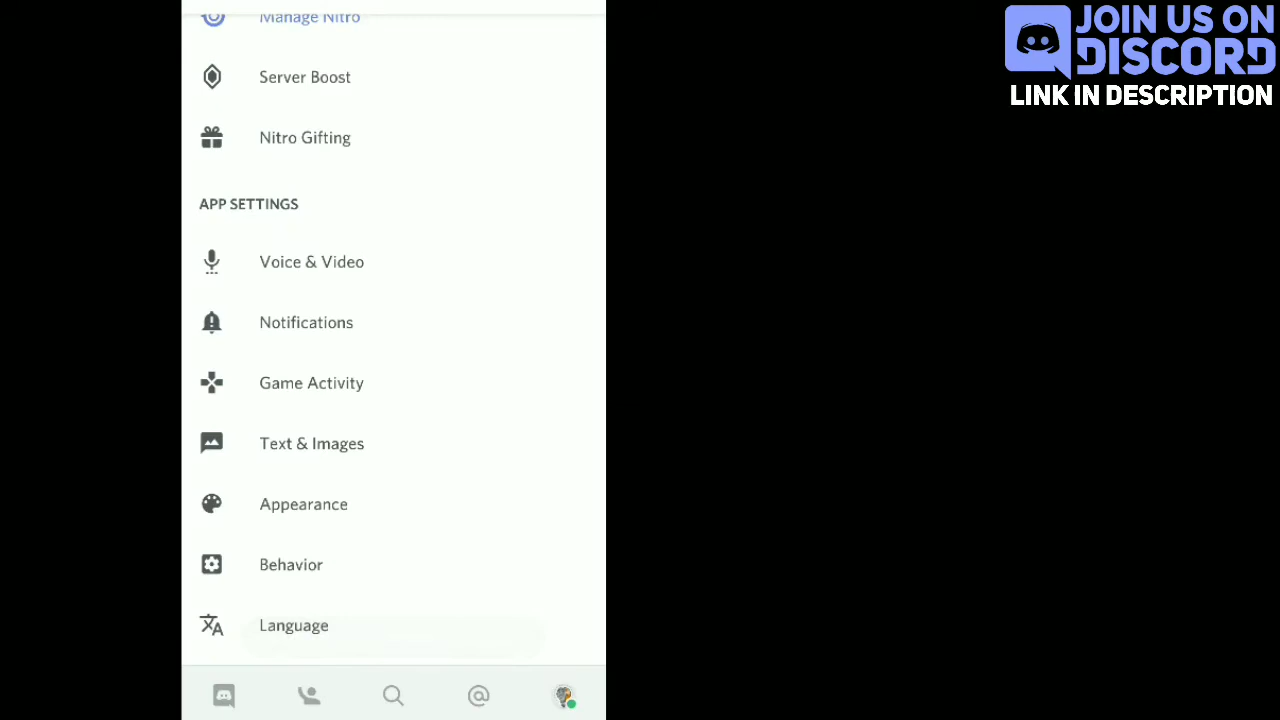 Manage Nitro
Server Boost
Nitro Gifting
APP SETTINGS
Voice & Video
Notifications
Game Activity
Text & Images
Appearance
Behavior
Language
JOIN US ON
DISCORD
LINK IN DESCRIPTION